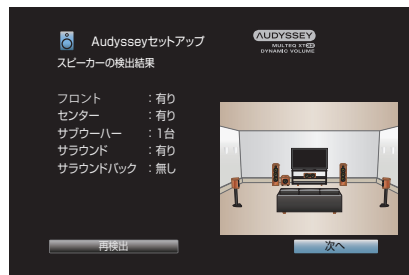 Audysseyセットアップ
AUDYSSEY
MULTEQ XT32
DYNAMIC VOLUME
スピーカーの検出結果
フロント ：有り
センター ：有り
サブウーハー ：1台
サラウンド ：有り
サラウンドバック ：無し
再検出
次へ